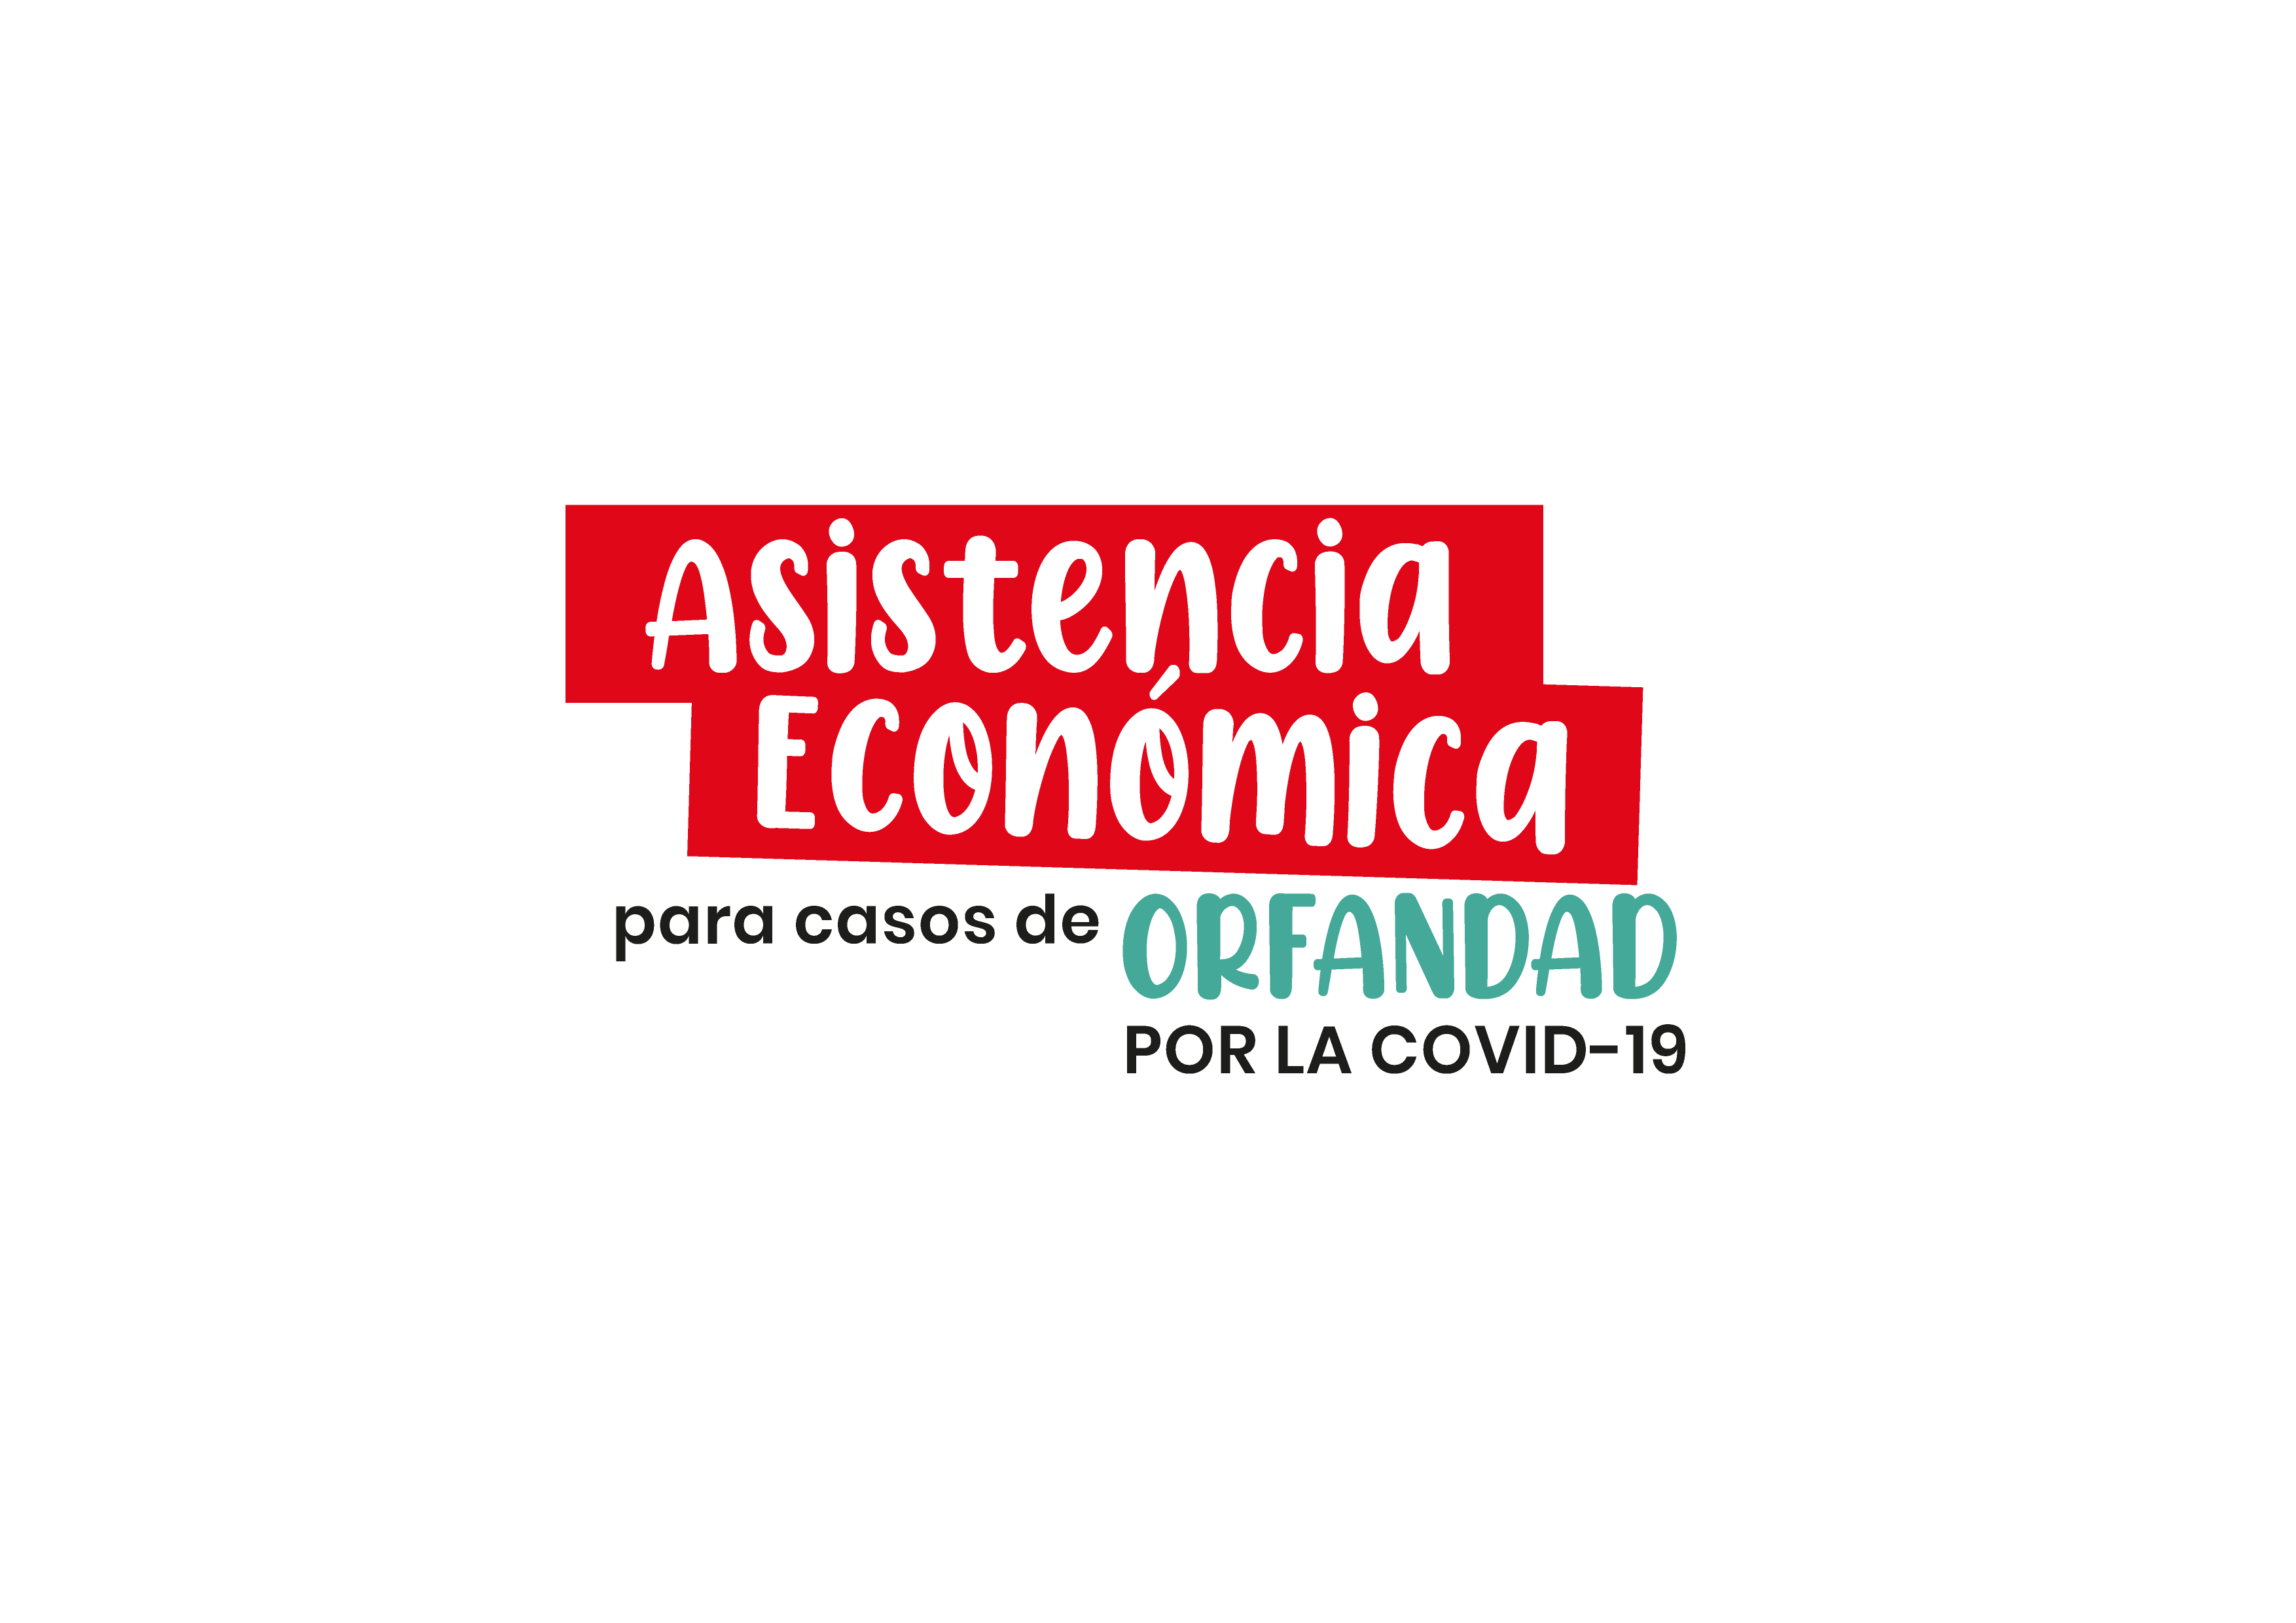 Asistencia
Económica
para casos de ORFANDAD
POR LA COVID-19